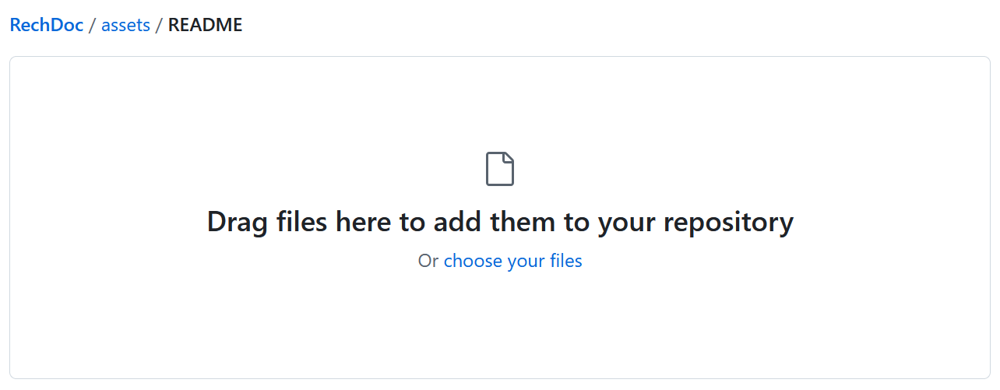 RechDoc / assets / README
Drag files here to add them to your repository
Or choose your files